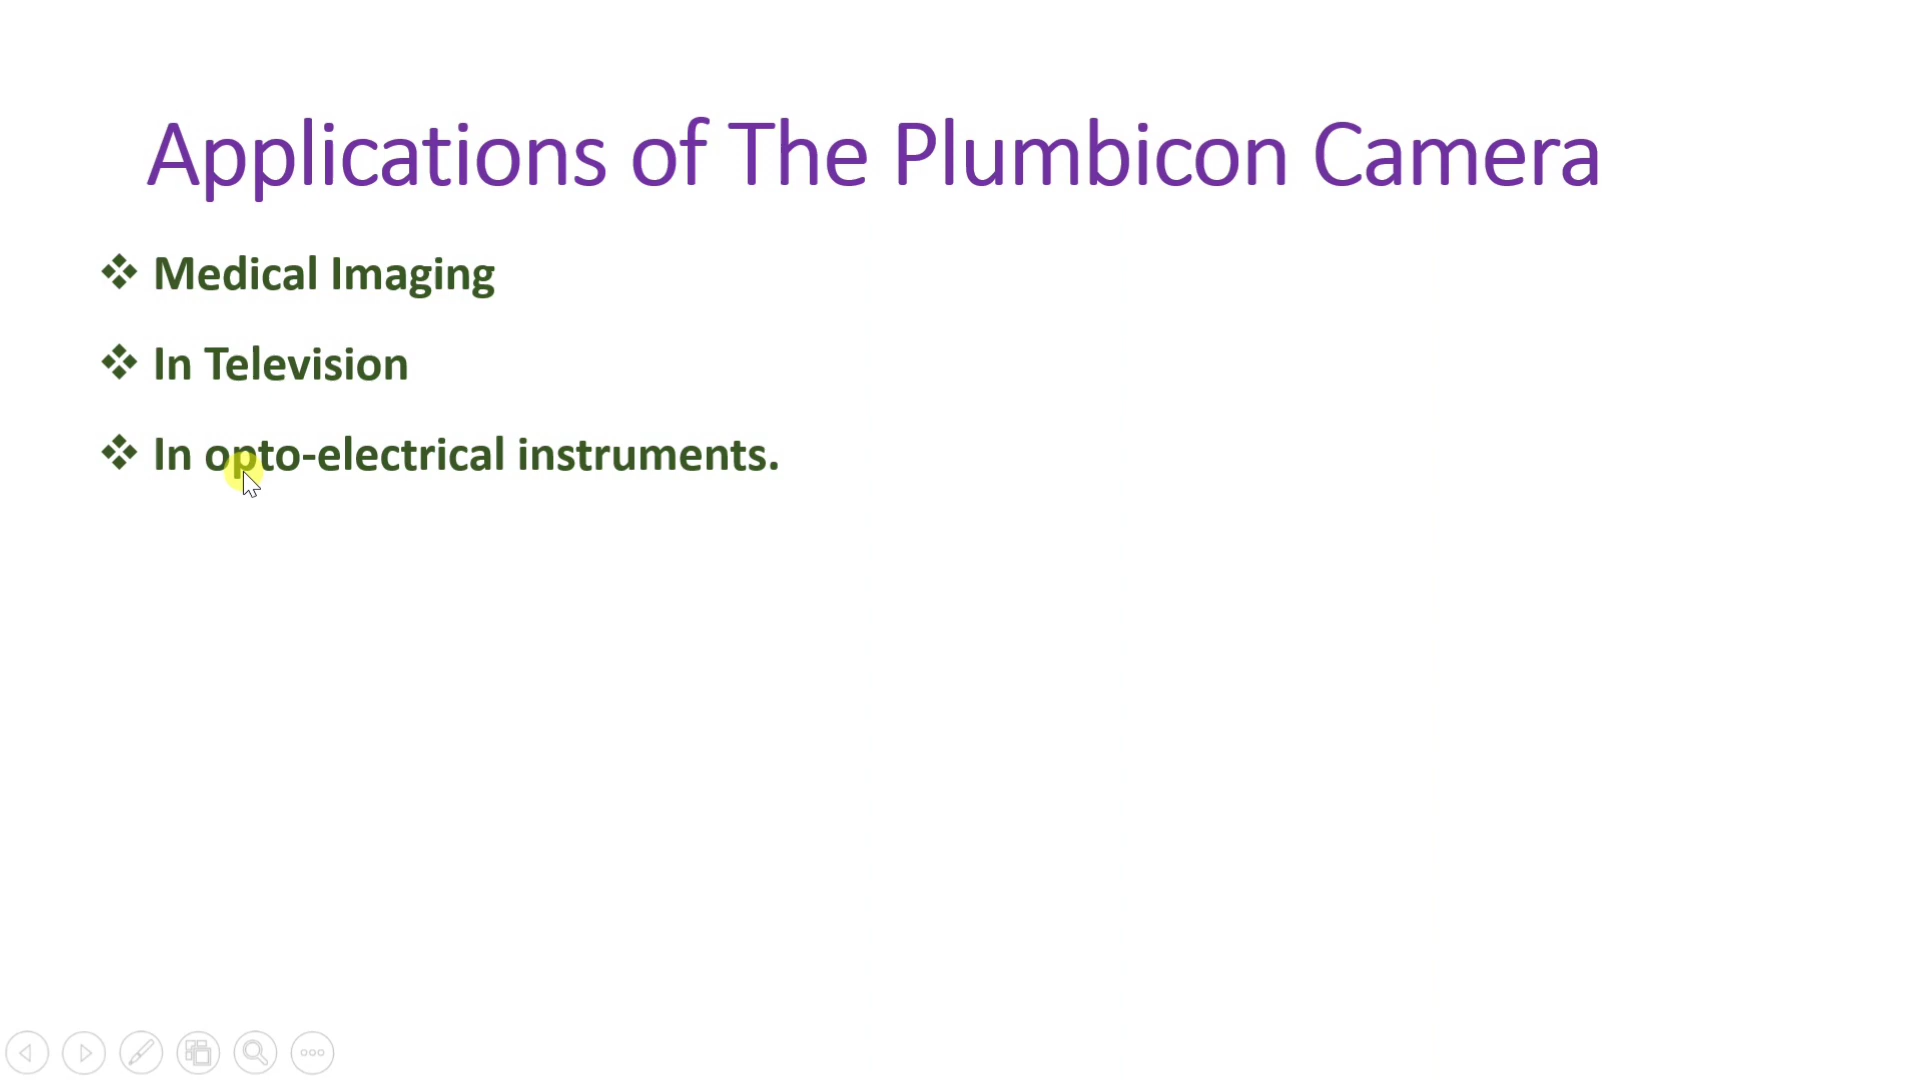 Applications of The Plumbicon Camera
❖ Medical Imaging
❖ In Television
❖ In opto-electrical instruments.